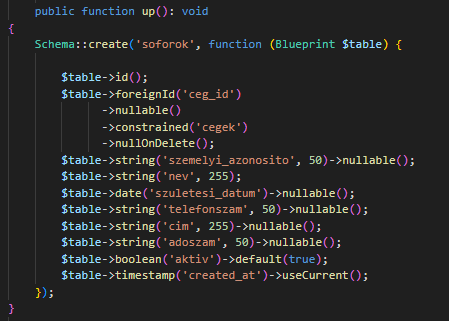 public function up(): void
{
    Schema::create('soforok', function (Blueprint $table) {

        $table->id();
        $table->foreignId('ceg_id')
              ->nullable()
              ->constrained('cegek')
              ->nullOnDelete();
        $table->string('szemelyi_azonosito', 50)->nullable();
        $table->string('nev', 255);
        $table->date('szuletesi_datum')->nullable();
        $table->string('telefonszam', 50)->nullable();
        $table->string('cim', 255)->nullable();
        $table->string('adoszam', 50)->nullable();
        $table->boolean('aktiv')->default(true);
        $table->timestamp('created_at')->useCurrent();
    });
}